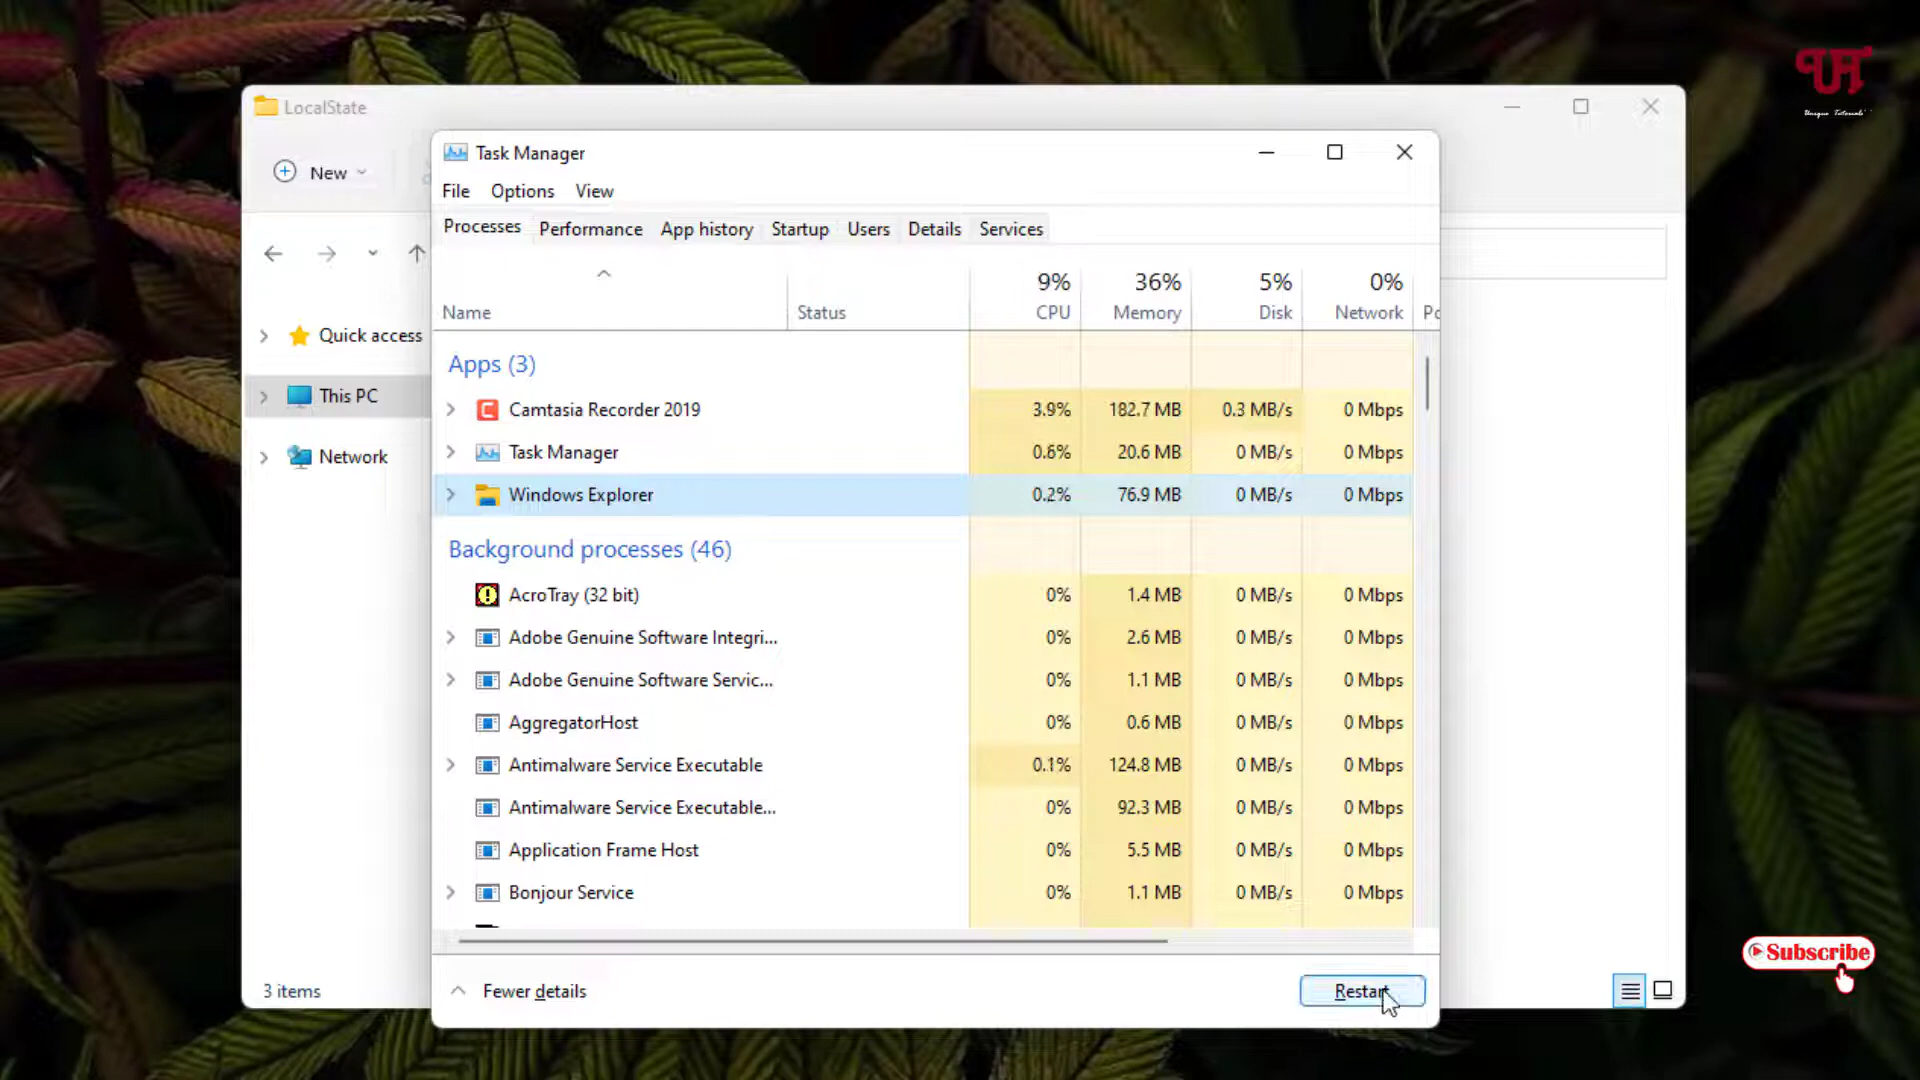 LocalState
New
Task Manager
File Options View
Processes Performance App history Startup Users Details Services
9% 36% 5% 0%
Name Status CPU Memory Disk Network Po
Quick access
This PC
Network
Apps (3)
Camtasia Recorder 2019 3.9% 182.7 MB 0.3 MB/s 0 Mbps
Task Manager 0.6% 20.6 MB 0 MB/s 0 Mbps
Windows Explorer 0.2% 76.9 MB 0 MB/s 0 Mbps
Background processes (46)
AcroTray (32 bit) 0% 1.4 MB 0 MB/s 0 Mbps
Adobe Genuine Software Integri... 0% 2.6 MB 0 MB/s 0 Mbps
Adobe Genuine Software Servic... 0% 1.1 MB 0 MB/s 0 Mbps
AggregatorHost 0% 0.6 MB 0 MB/s 0 Mbps
Antimalware Service Executable 0.1% 124.8 MB 0 MB/s 0 Mbps
Antimalware Service Executable... 0% 92.3 MB 0 MB/s 0 Mbps
Application Frame Host 0% 5.5 MB 0 MB/s 0 Mbps
Bonjour Service 0% 1.1 MB 0 MB/s 0 Mbps
3 items
Fewer details
Restart
Unique Tutorials
Subscribe